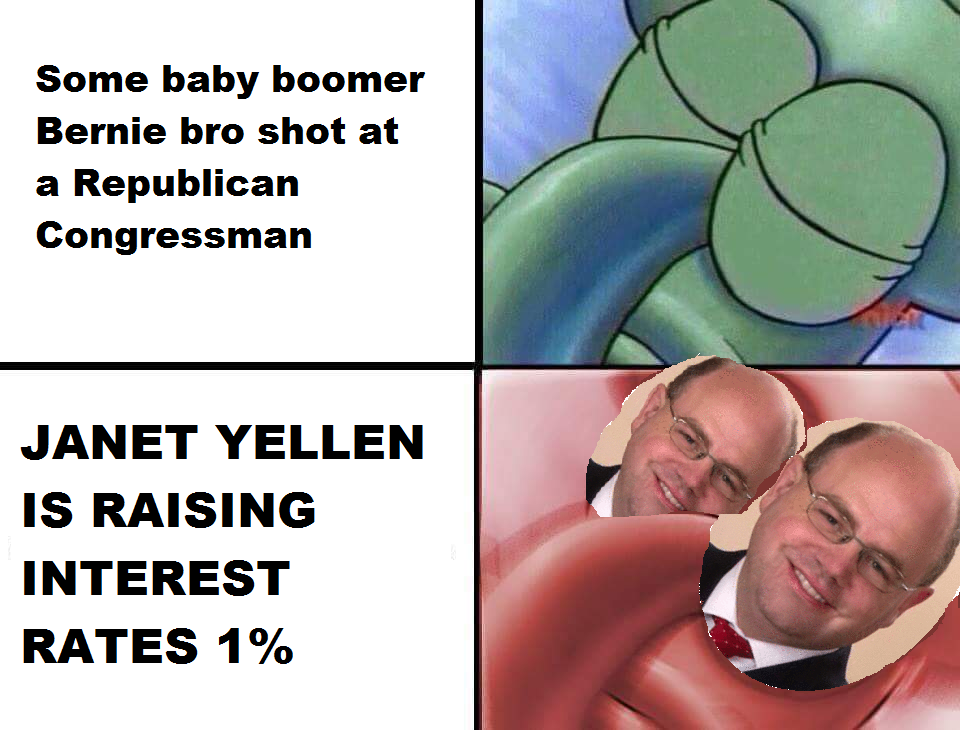 Some baby boomer
Bernie bro shot at
a Republican
Congressman
JANET YELLEN
IS RAISING
INTEREST
RATES 1%